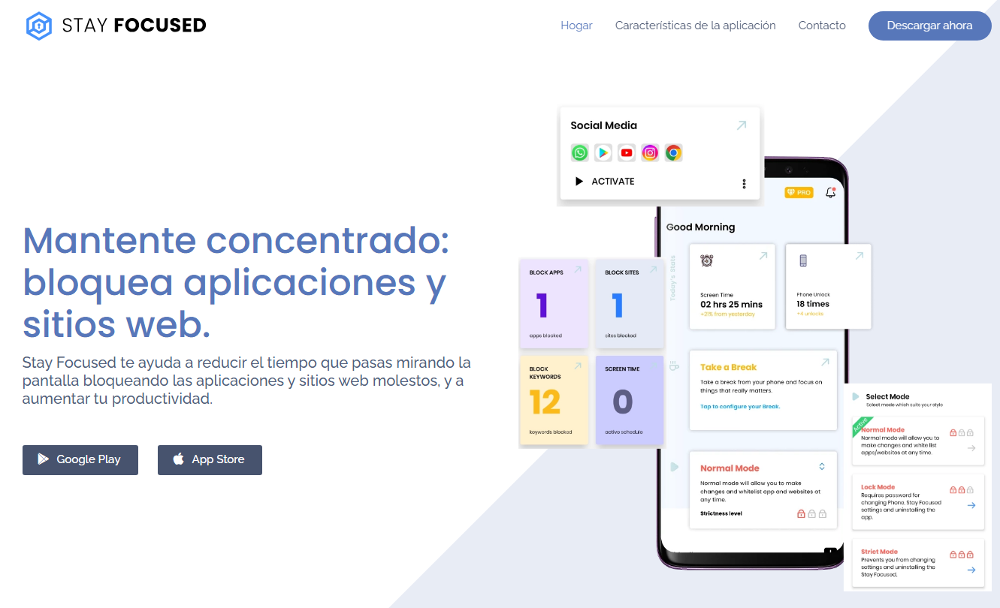 STAY FOCUSED
Hogar
Características de la aplicación
Contacto
Descargar ahora
Mantente concentrado:
bloquea aplicaciones y
sitios web.
Stay Focused te ayuda a reducir el tiempo que pasas mirando la
pantalla bloqueando las aplicaciones y sitios web molestos, y a
aumentar tu productividad.
Google Play
App Store
Social Media
ACTIVATE
PRO
Good Morning
Today's Stats
Screen Time
02 hrs 25 mins
+21% from yesterday
Phone Unlock
18 times
+4 unlocks
BLOCK APPS
1
apps blocked
BLOCK SITES
1
sites blocked
BLOCK
KEYWORDS
12
keywords blocked
SCREEN TIME
0
active schedule
Take a Break
Take a break from your phone and focus on
things that really matters.
Tap to configure your Break.
Normal Mode
Normal mode will allow you to make
changes and whitelist app and websites at
any time.
Strictness level
Select Mode
Select mode which suits your style
Active
Normal Mode
Normal mode will allow you to
make changes and white list
apps/websites at any time.
Lock Mode
Requires password for
changing Phone, Stay Focused
settings and uninstalling the
app.
Strict Mode
Prevents you from changing
settings and uninstalling the
Stay Focused.